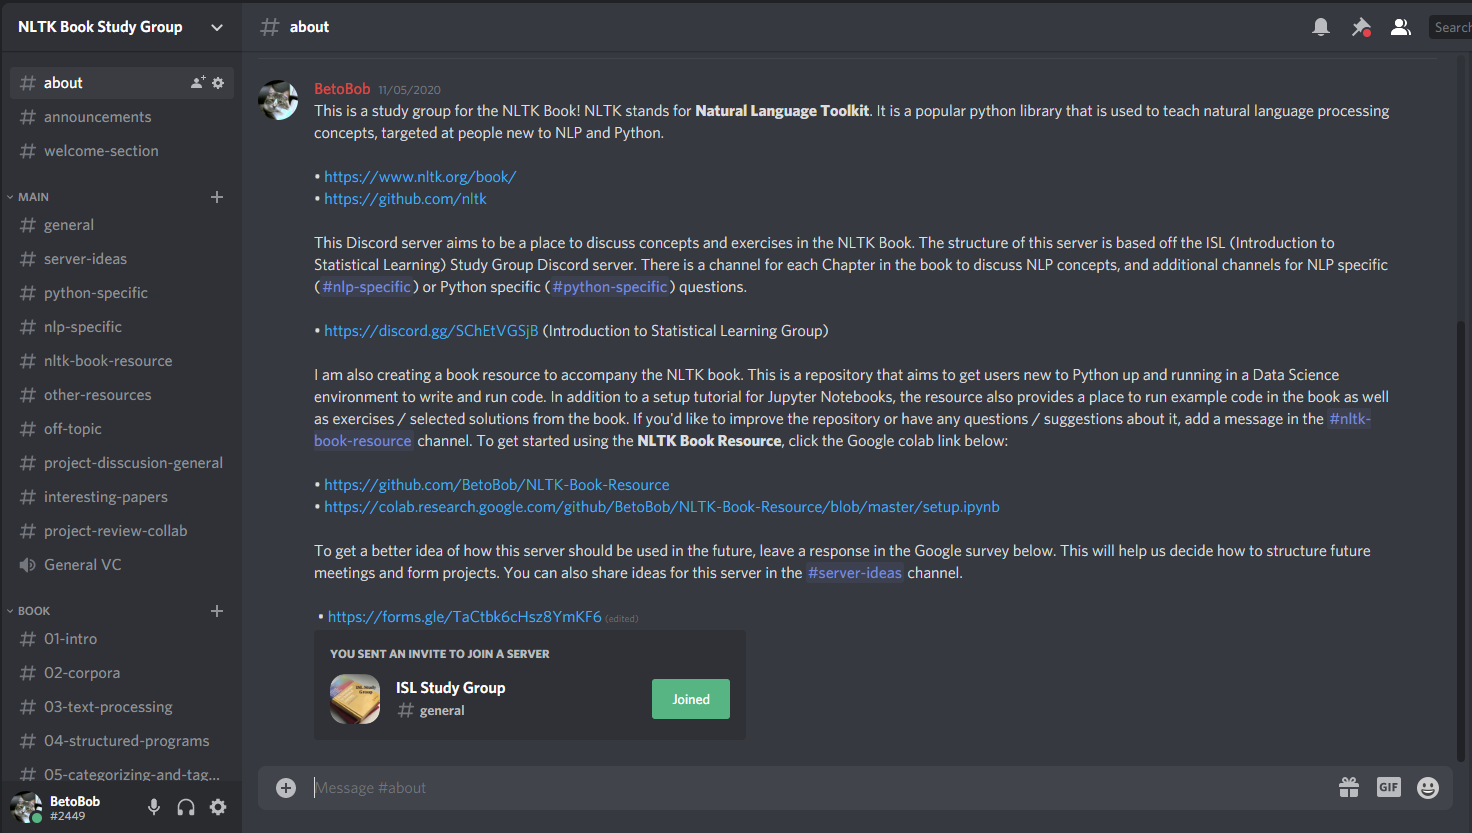 NLTK Book Study Group
about
announcements
welcome-section
MAIN
general
server-ideas
python-specific
nlp-specific
nltk-book-resource
other-resources
off-topic
project-disscusion-general
interesting-papers
project-review-collab
General VC
BOOK
01-intro
02-corpora
03-text-processing
04-structured-programs
05-categorizing-and-tag...
BetoBob
#2449
about
Search
BetoBob 11/05/2020
This is a study group for the NLTK Book! NLTK stands for Natural Language Toolkit. It is a popular python library that is used to teach natural language processing
concepts, targeted at people new to NLP and Python.
• https://www.nltk.org/book/
• https://github.com/nltk
This Discord server aims to be a place to discuss concepts and exercises in the NLTK Book. The structure of this server is based off the ISL (Introduction to
Statistical Learning) Study Group Discord server. There is a channel for each Chapter in the book to discuss NLP concepts, and additional channels for NLP specific
(#nlp-specific) or Python specific (#python-specific) questions.
• https://discord.gg/SChEtVGSjB (Introduction to Statistical Learning Group)
I am also creating a book resource to accompany the NLTK book. This is a repository that aims to get users new to Python up and running in a Data Science
environment to write and run code. In addition to a setup tutorial for Jupyter Notebooks, the resource also provides a place to run example code in the book as well
as exercises / selected solutions from the book. If you'd like to improve the repository or have any questions / suggestions about it, add a message in the #nltk-
book-resource channel. To get started using the NLTK Book Resource, click the Google colab link below:
• https://github.com/BetoBob/NLTK-Book-Resource
• https://colab.research.google.com/github/BetoBob/NLTK-Book-Resource/blob/master/setup.ipynb
To get a better idea of how this server should be used in the future, leave a response in the Google survey below. This will help us decide how to structure future
meetings and form projects. You can also share ideas for this server in the #server-ideas channel.
• https://forms.gle/TaCtbk6cHsz8YmKF6 (edited)
YOU SENT AN INVITE TO JOIN A SERVER
ISL Study Group
general
Joined
Message #about
GIF